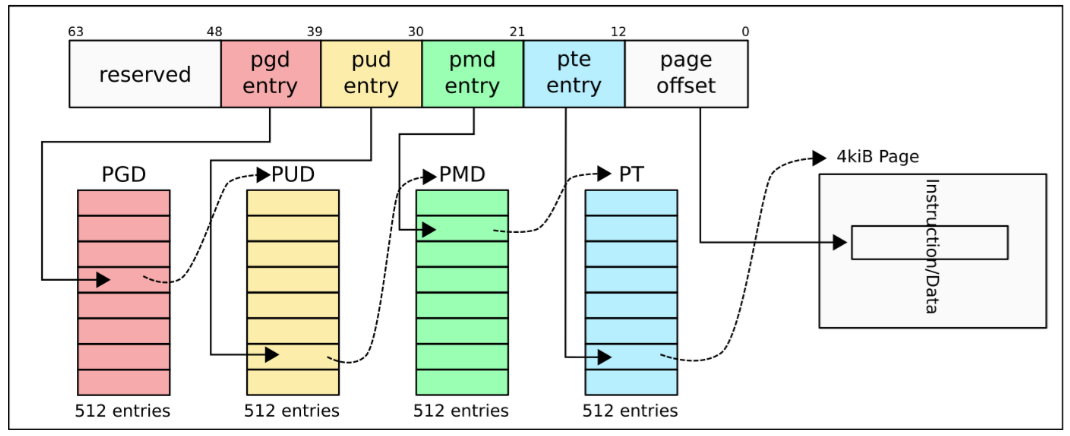 63 48 39 30 21 12 0
reserved
pgd
entry
pud
entry
pmd
entry
pte
entry
page
offset
PGD
PUD
PMD
PT
4kiB Page
Instruction/Data
512 entries
512 entries
512 entries
512 entries